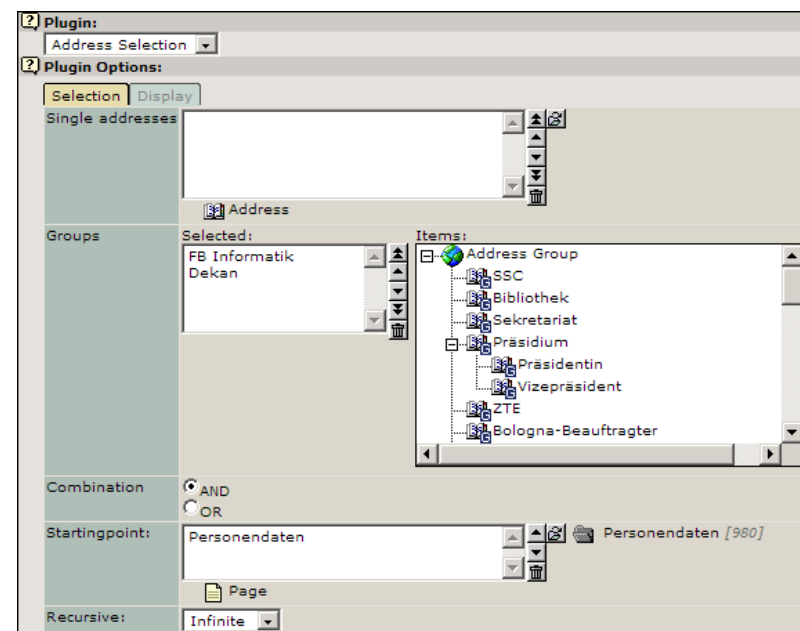 Plugin:
Address Selection
Plugin Options:
Selection Display
Single addresses
Address
Groups
Selected:
FB Informatik
Dekan
Items:
Address Group
SSC
Bibliothek
Sekretariat
Präsidium
Präsidentin
Vizepräsident
ZTE
Bologna-Beauftragter
Combination
AND
OR
Startingpoint:
Personendaten
Personendaten [980]
Page
Recursive:
Infinite